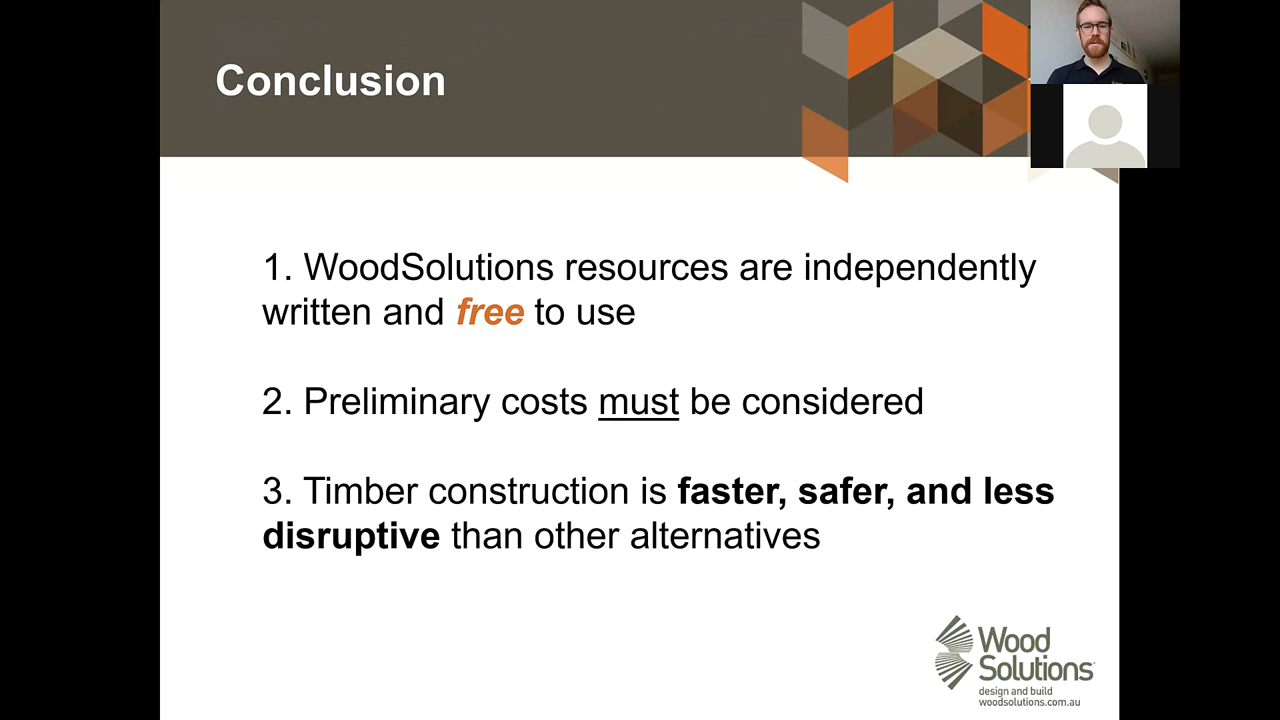 Conclusion
1. WoodSolutions resources are independently
written and free to use
2. Preliminary costs must be considered
3. Timber construction is faster, safer, and less
disruptive than other alternatives
Wood
Solutions
design and build
woodsolutions.com.au